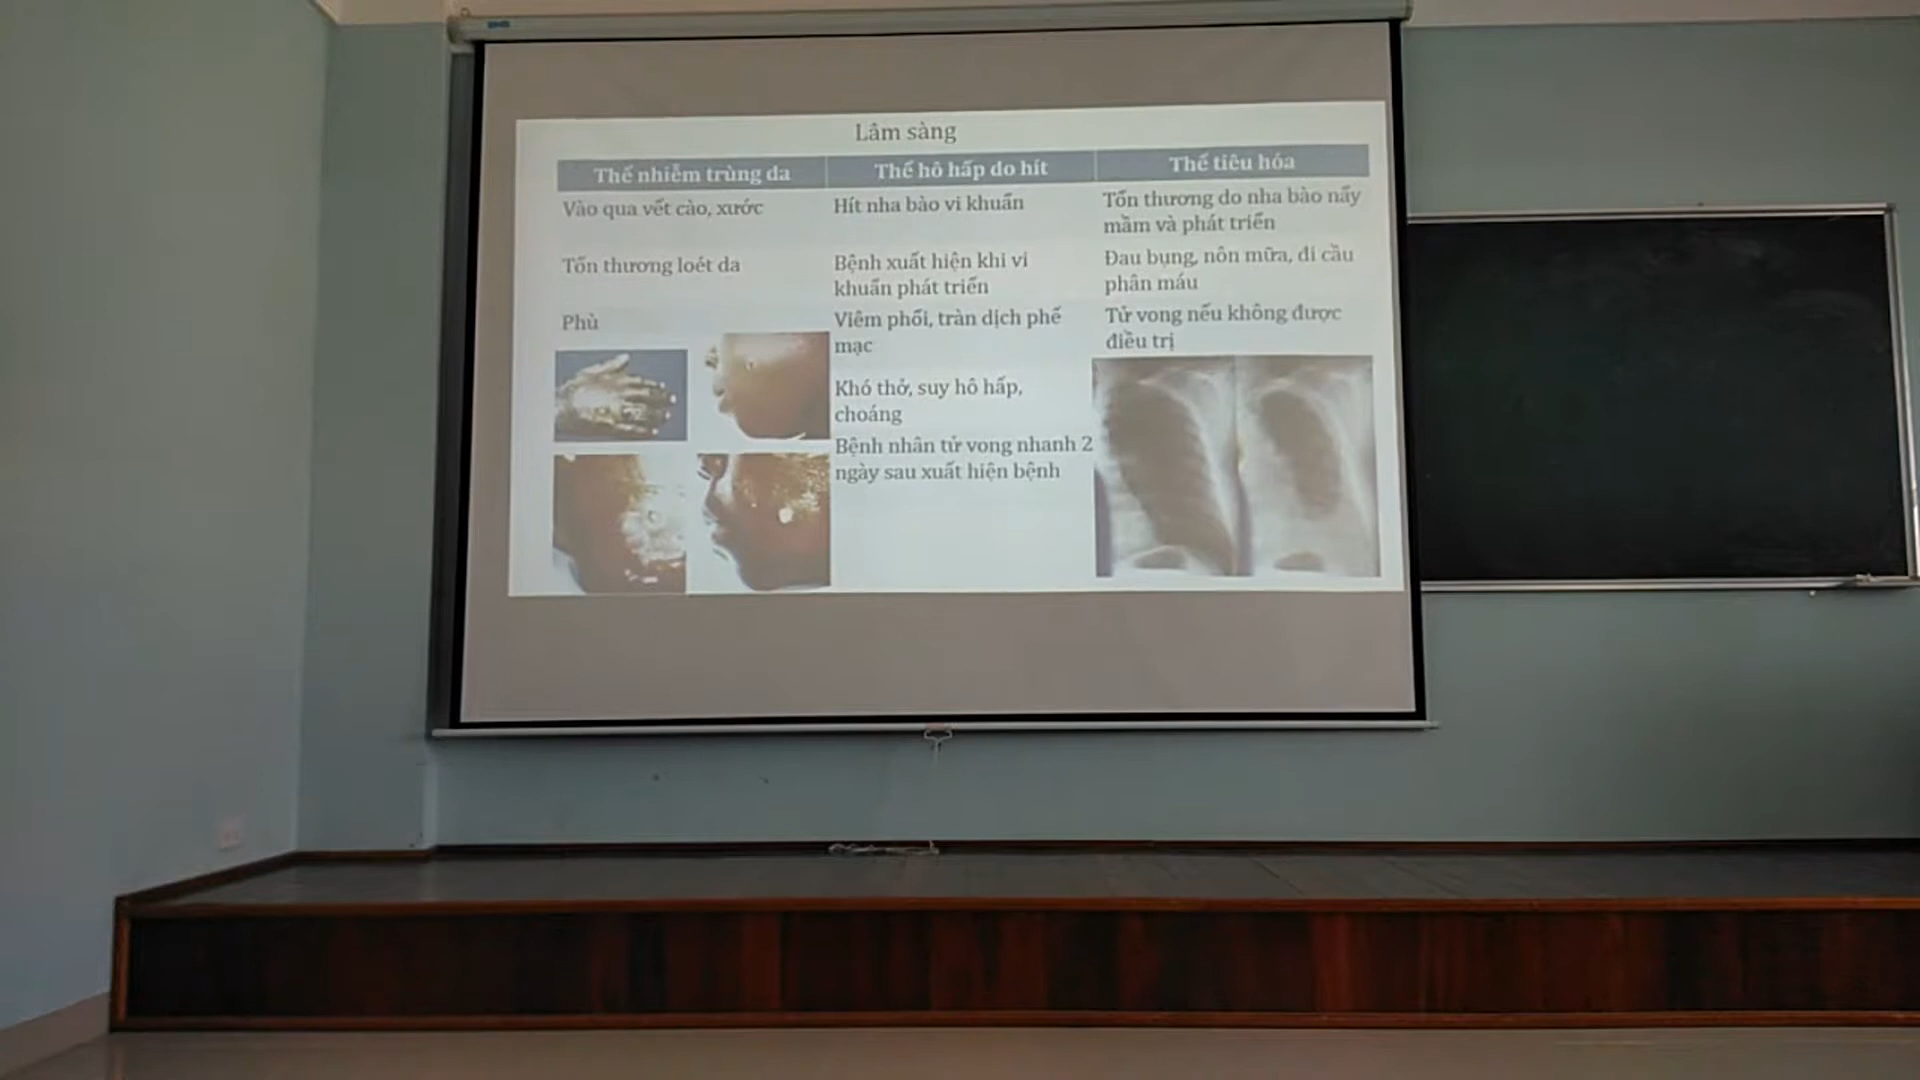 Lâm sàng
Thể nhiễm trùng da
Thể hô hấp do hít
Thể tiêu hóa
Vào qua vết cào, xước
Hít nha bào vi khuẩn
Tổn thương do nha bào nẩy
mầm và phát triển
Tổn thương loét da
Bệnh xuất hiện khi vi
khuẩn phát triển
Đau bụng, nôn mữa, đi cầu
phân máu
Phù
Viêm phổi, tràn dịch phế
mạc
Tử vong nếu không được
điều trị
Khó thở, suy hô hấp,
choáng
Bệnh nhân tử vong nhanh 2
ngày sau xuất hiện bệnh